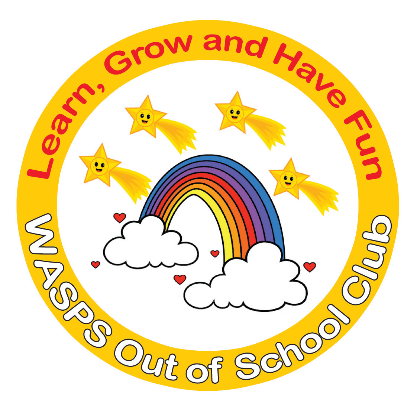 Learn, Grow and Have Fun
WASPS Out of School Club